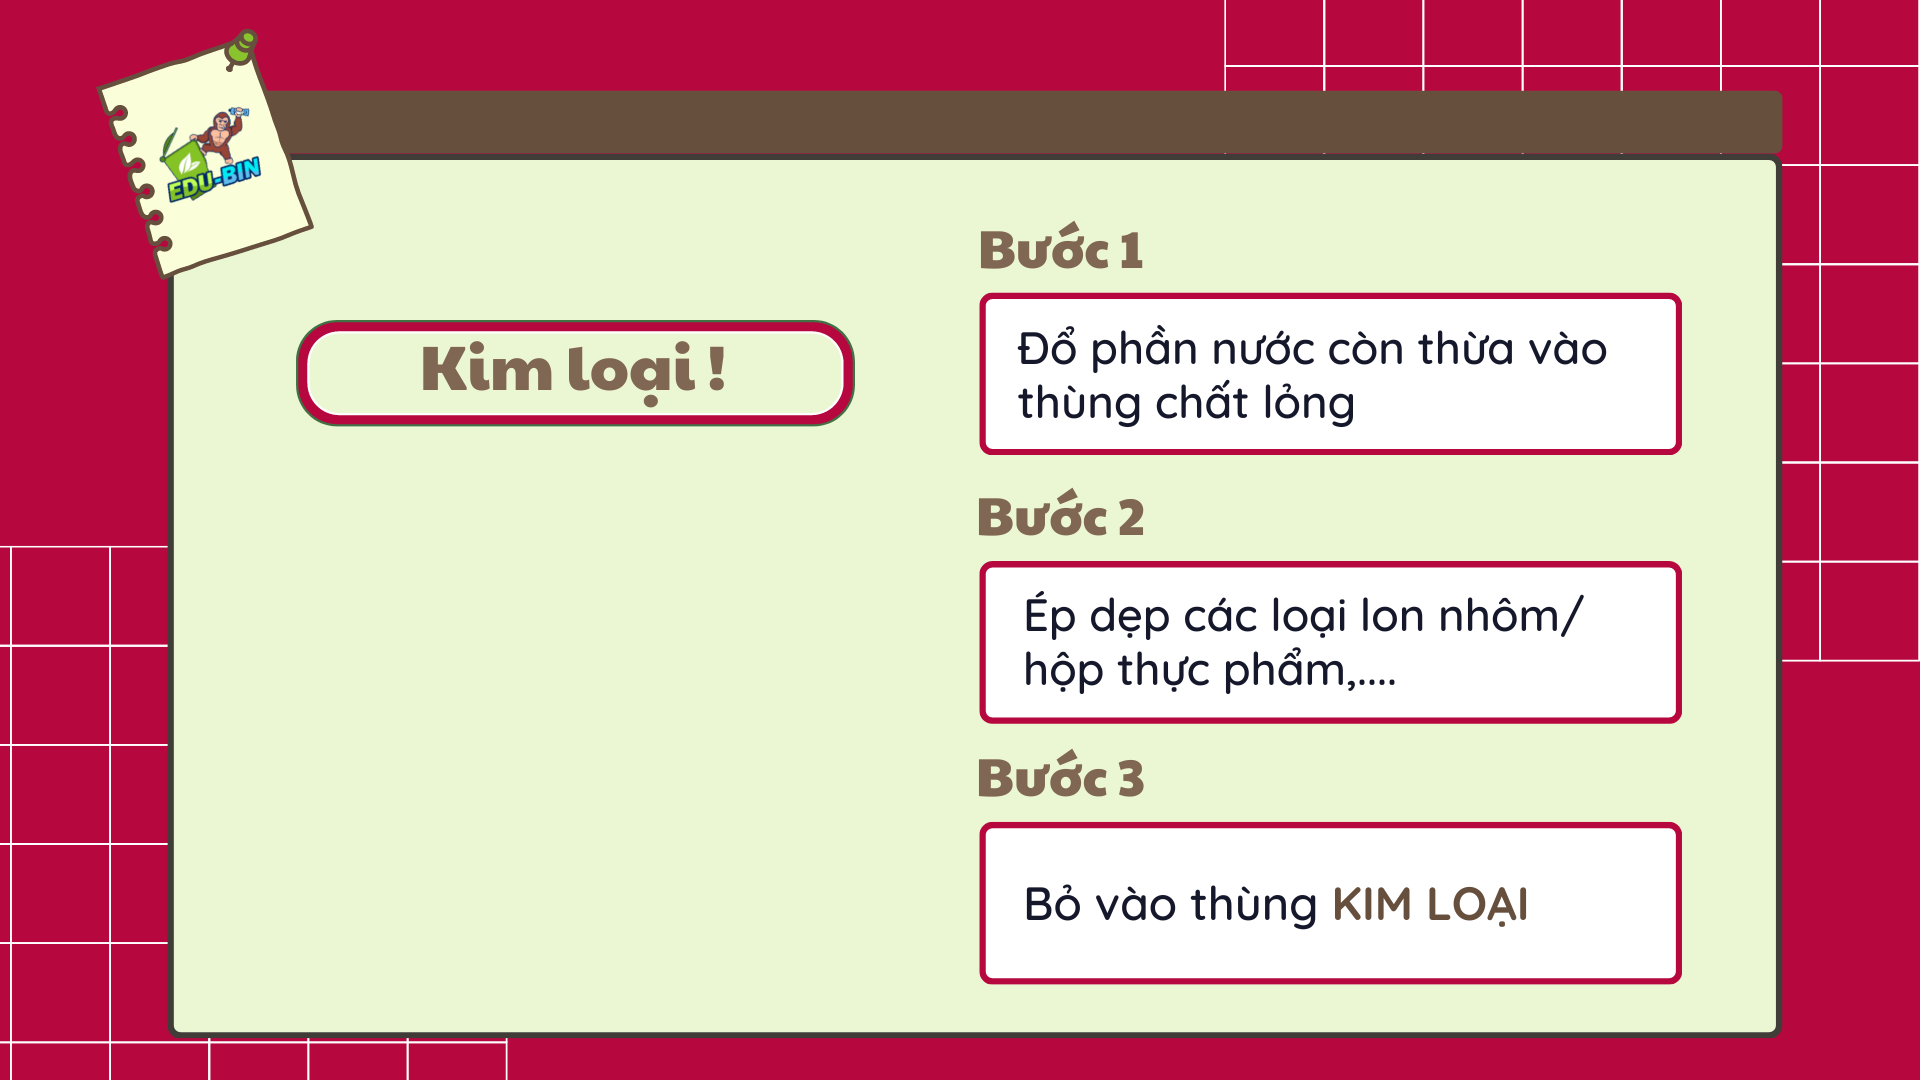 EDU-BIN
Kim loại !
Bước 1
Đổ phần nước còn thừa vào
thùng chất lỏng
Bước 2
Ép dẹp các loại lon nhôm/
hộp thực phẩm,....
Bước 3
Bỏ vào thùng KIM LOẠI